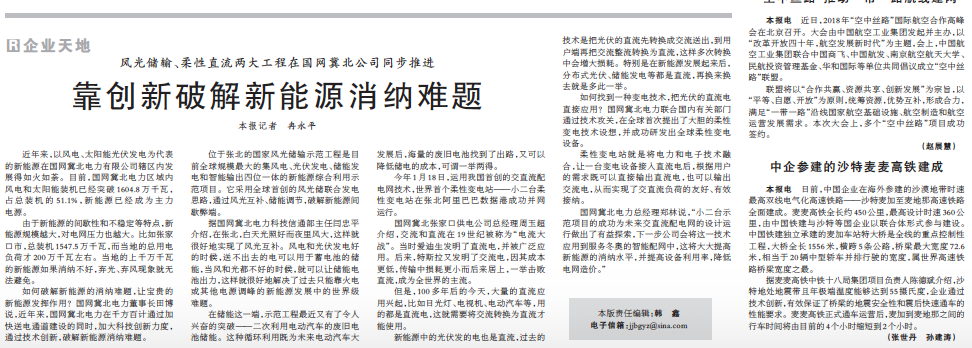 企业天地
风光储输、柔性直流两大工程在国网冀北公司同步推进
靠创新破解新能源消纳难题
本报记者 冉永平
近年来,以风电、太阳能光伏发电为代表
的新能源在国网冀北电力有限公司辖区内发
展得如火如荼。目前,国网冀北电力区域内
风电和太阳能装机已经突破1604.8万千瓦,
占总装机的51.1%,新能源已经成为主力
电源。
由于新能源的间歇性和不稳定等特点,新
能源规模越大,对电网压力也越大。比如张家
口市,总装机1547.5万千瓦,而当地的总用电
负荷才200万千瓦左右。当地的上千万千瓦
的新能源如果消纳不好,弃光、弃风现象就无
法避免。
如何破解新能源的消纳难题,让宝贵的
新能源发挥作用?国网冀北电力董事长田博
说,近年来,国网冀北电力在千方百计通过加
快送电通道建设的同时,加大科技创新力度,
通过技术创新,破解新能源消纳难题。
位于张北的国家风光储输示范工程是目
前全球规模最大的集风电、光伏发电、储能发
电和智能输出四位一体的新能源综合利用示
范项目。它采用全球首创的风光储联合发电
思路,通过风光互补、储能调节,破解新能源间
歇弊端。
据国网冀北电力科技信通部主任闫忠平
介绍,在张北,白天光照好而夜里风大,这样就
很好地实现了风光互补。风电和光伏发电好
的时候,送不出去的电可以用于蓄电池的储
能,当风和光都不好的时候,就可以让储能电池
出力,这样就很好地解决了过去只能靠火电
或其他电源调峰的新能源发展中的世界级
难题。
在储能这一端,示范工程最近又有了令人
兴奋的突破——二次利用电动汽车的废旧电
池储能。这种循环利用既为未来电动汽车大
发展后,海量的废旧电池找到了出路,又可以
降低储电的成本,可谓一举两得。
今年1月18日,运用我国首创的交直流配
电网技术,世界首个柔性变电站——小二台柔
性变电站在张北阿里巴巴数据港成功并网
运行。
国网冀北张家口供电公司总经理周玉超
介绍,交流和直流在19世纪被称为“电流大
战”。当时爱迪生发明了直流电,并被广泛应
用。后来,特斯拉又发明了交流电,因其成本
更低,传输中损耗更小而后来居上,一举击败直
流,成为全世界的主流。
但是,100多年后的今天,大量的直流应
用兴起,比如日光灯、电视机、电动汽车等,用
的都是直流电,这就需要将交流转换为直流才
能使用。
新能源中的光伏发的电也是直流,过去的
技术是把光伏的直流先转换成交流送出,到用
户端再把交流整流转换为直流,这样多次转换
中会增大损耗。特别是在新能源发展起来后,
分布式光伏、储能发电等都是直流,再换来换
去就是多此一举。
如何找到一种变电技术,把光伏的直流电
直接应用?国网冀北电力联合国内有关部门
通过技术攻关,在全球首次提出了大胆的柔性
变电技术设想,并成功研发出全球柔性变电
设备。
柔性变电站就是将电力和电子技术融
合,让一台变电设备接入直流电后,根据用户
的需求既可以直接输出直流电,也可以输出
交流电,从而实现了交直流负荷的友好、有效
接纳。
国网冀北电力总经理郑林说,“小二台示
范项目的成功为未来交直流配电网的设计运
行做出了有益探索,下一步公司会将这一技术
应用到服务冬奥的智能配网中,这将大大提高
新能源的消纳水平,并提高设备利用率,降低
电网造价。”
本版责任编辑:韩 鑫
电子信箱:jjbgyz@sina.com
本报电 近日,2018年“空中丝路”国际航空合作高峰
会在北京召开。大会由中国航空工业集团发起并主办,以
“改革开放四十年,航空发展新时代”为主题,会上,中国航
空工业集团联合中国商飞、中国航发、南京航空航天大学、
民航投资管理基金、华和国际等单位共同倡议成立“空中丝
路”联盟。
联盟将以“合作共赢、资源共享、创新发展”为宗旨,以
“平等、自愿、开放”为原则,统筹资源,优势互补,形成合力,
满足“一带一路”沿线国家航空基础设施、航空制造和航空
运营发展需求。本次大会上,多个“空中丝路”项目成功
签约。
(赵展慧)
中企参建的沙特麦麦高铁建成
本报电 日前,中国企业在海外参建的沙漠地带时速
最高双线电气化高速铁路——沙特麦加至麦地那高速铁路
全面建成。麦麦高铁全长约450公里,最高设计时速360公
里,由中国铁建与沙特等国企业以联合体形式参与建设。
中国铁建独立承建的麦加车站特大桥是全线的重点控制性
工程,大桥全长1556米,横跨5条公路,桥梁最大宽度72.6
米,相当于20辆中型轿车并排行驶的宽度,属世界高速铁
路桥梁宽度之最。
据麦麦高铁中铁十八局集团项目负责人陈德斌介绍,沙
特地处地震带且年极端温度能够达到55摄氏度,企业通过
技术创新,有效保证了桥梁的地震安全性和震后快速通车的
性能要求。麦麦高铁正式通车运营后,麦加到麦地那之间的
行车时间将由目前的4个小时缩短到2个小时。
(张世丹 孙建涛)